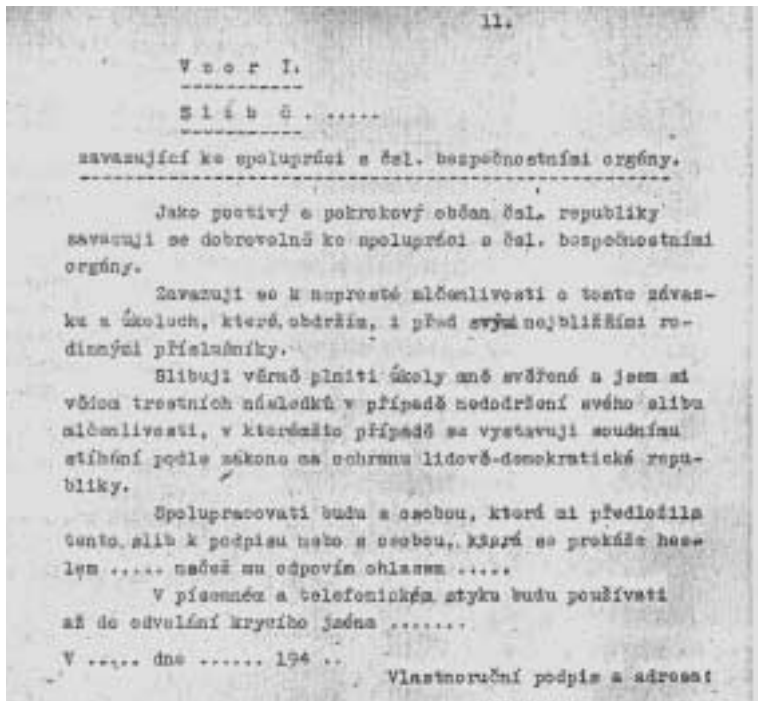 11.
V z o r I.
S l i b č. .....
zavazující ke spolupráci s čsl. bezpečnostními orgány.
Jako poctivý a pokrokový občan čsl. republiky
zavazuji se dobrovolně ke spolupráci s čsl. bezpečnostními
orgány.
Zavazuji se k naprosté mlčenlivosti o tomto závaz-
ku a úkolech, které obdržím, i před svými nejbližšími ro-
dinnými příslušníky.
Slibuji věrně plniti úkoly mně svěřené a jsem si
vědom trestních následků v případě nedodržení svého slibu
mlčenlivosti, v kterémžto případě se vystavuji soudnímu
stíhání podle zákona na ochranu lidově-demokratické repu-
bliky.
Spolupracovati budu s osobou, která mi předložila
tento slib k podpisu nebo s osobou, která se prokáže hes-
lem ..... načež mu odpovím ohlasem .....
V písemném a telefonickém styku budu používati
až do odvolání krycího jména .......
V ..... dne ...... 194 ..
Vlastnoruční podpis a adresa: